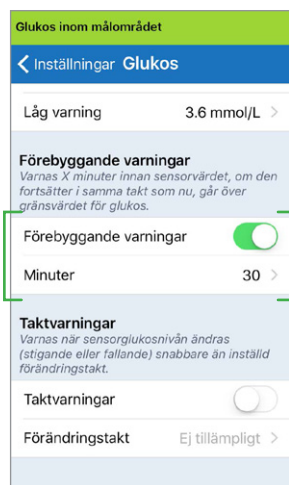 Glukos inom målområdet
Inställningar Glukos
Låg varning 3.6 mmol/L
Förebyggande varningar
Varnas X minuter innan sensorvärdet, om den
fortsätter i samma takt som nu, går över
gränsvärdet för glukos.
Förebyggande varningar
Minuter 30
Taktvarningar
Varnas när sensorglukosnivån ändras
(stigande eller fallande) snabbare än inställd
förändringstakt.
Taktvarningar
Förändringstakt Ej tillämpligt